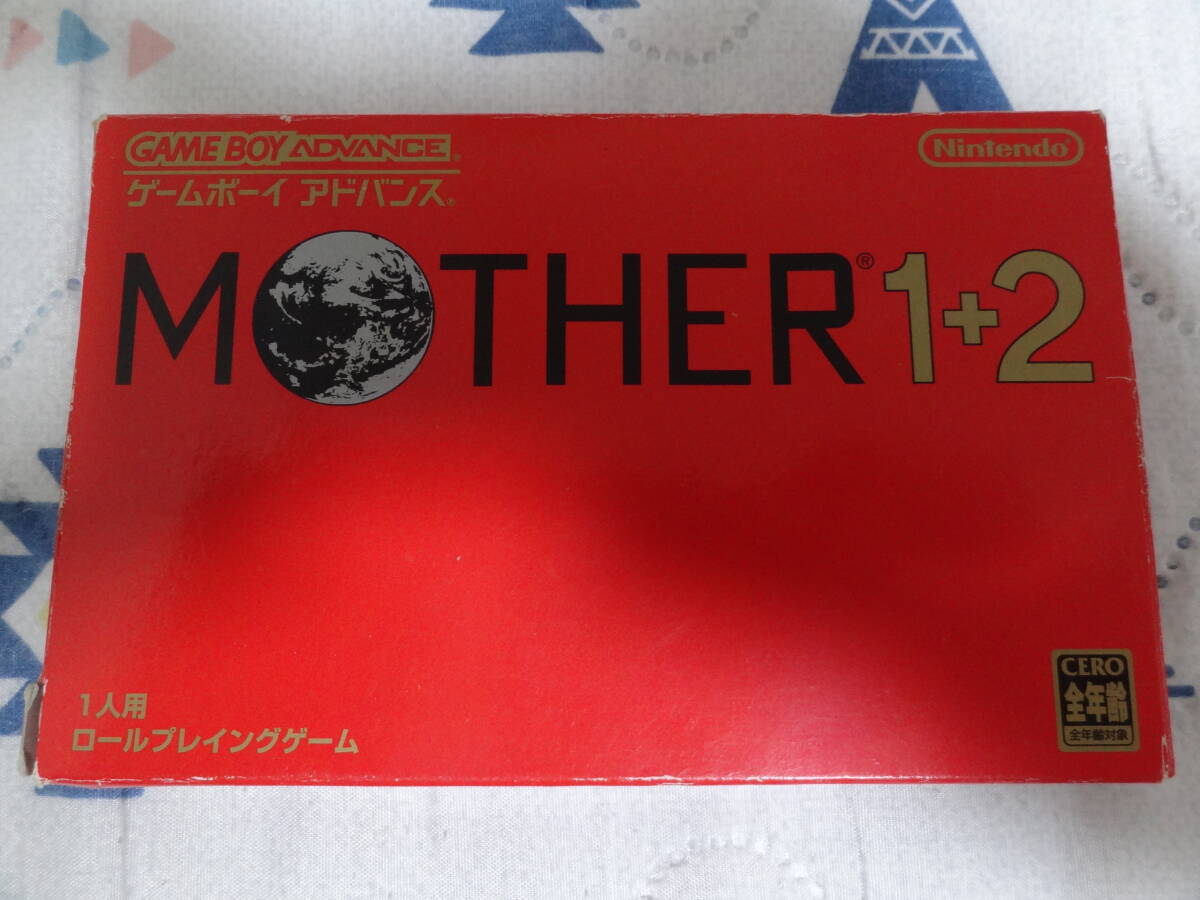 GAME BOY ADVANCE®
ゲームボーイ アドバンス®
Nintendo®
MOTHER® 1+2
1人用
ロールプレイングゲーム
CERO
全年齢
全年齢対象